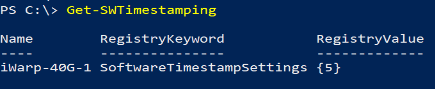 PS C:\> Get-SWTimestamping
Name RegistryKeyword RegistryValue
---- --------------- -------------
iWarp-40G-1 SoftwareTimestampSettings {5}